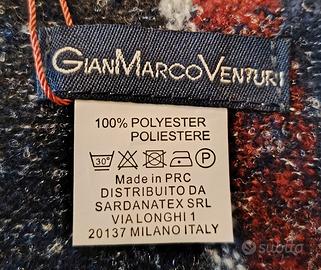 GIANMARCOVENTURI
100% POLYESTER
POLIESTERE
30° P
Made in PRC
DISTRIBUITO DA
SARDANATEX SRL
VIA LONGHI 1
20137 MILANO ITALY
subito